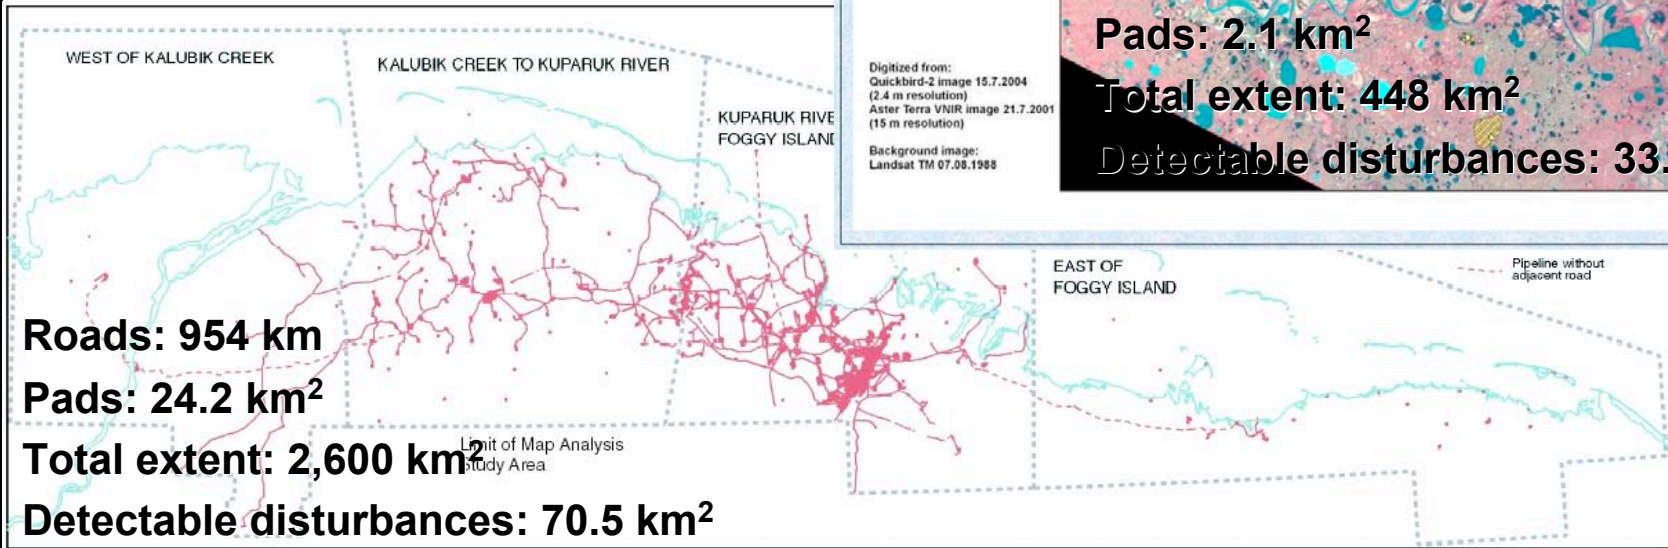 WEST OF KALUBIK CREEK
KALUBIK CREEK TO KUPARUK RIVER
KUPARUK RIVE
FOGGY ISLAND
Digitized from:
Quickbird-2 image 15.7.2004
(2.4 m resolution)
Aster Terra VNIR image 21.7.2001
(15 m resolution)
Background image:
Landsat TM 07.08.1988
Pads: 2.1 km²
Total extent: 448 km²
Detectable disturbances: 33.
EAST OF
FOGGY ISLAND
Pipeline without
adjacent road
Roads: 954 km
Pads: 24.2 km²
Total extent: 2,600 km²
Detectable disturbances: 70.5 km²
Limit of Map Analysis
Study Area